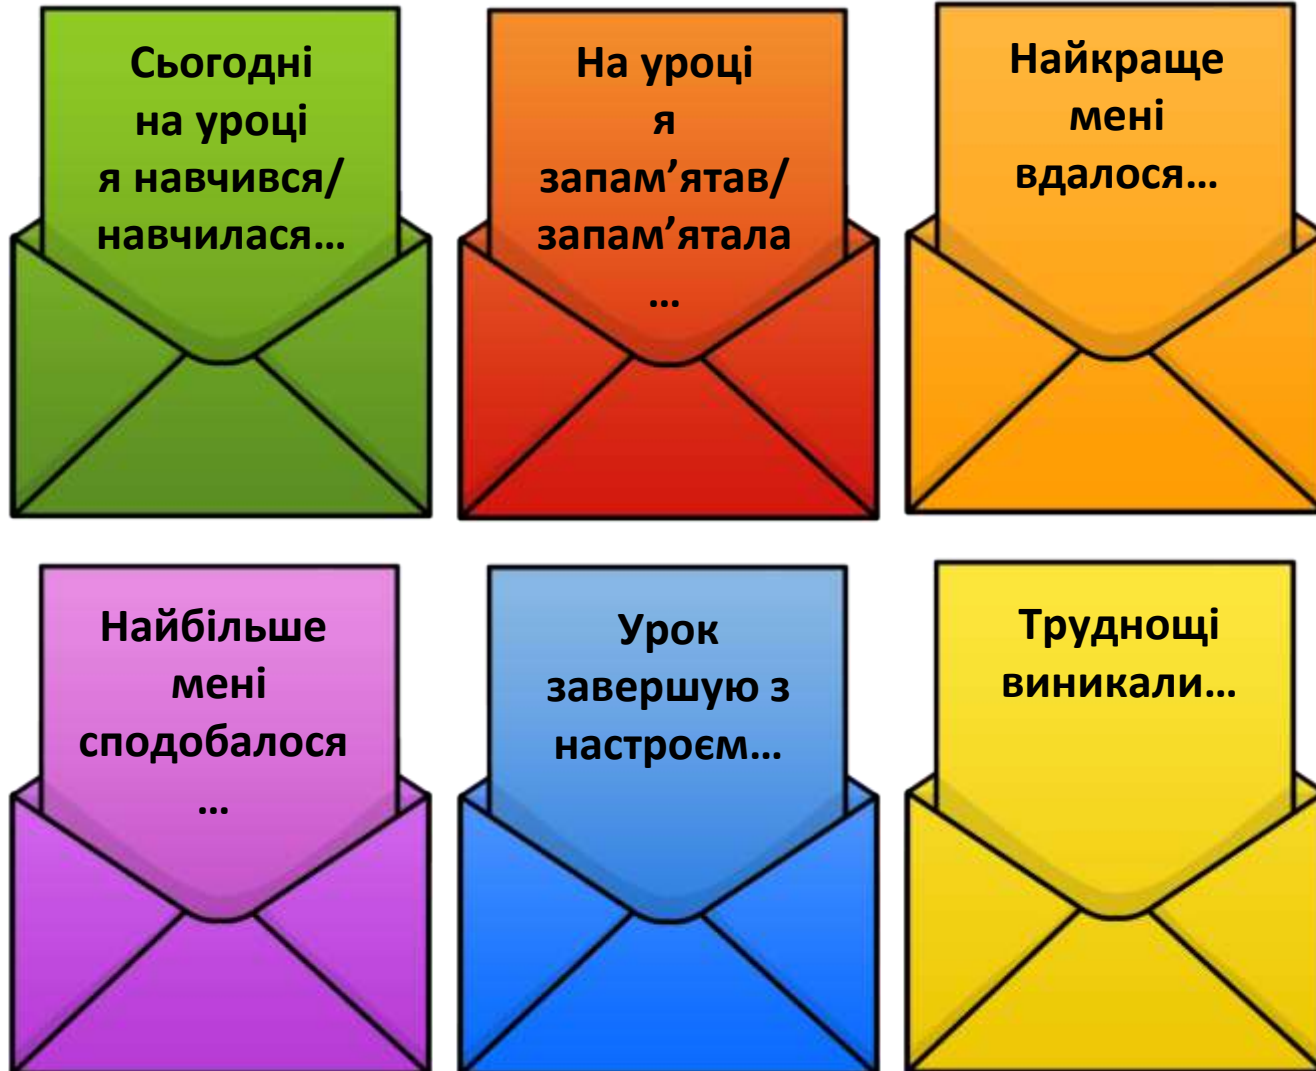 Сьогодні
на уроці
я навчився/
навчилася…
На уроці
я
запам’ятав/
запам’ятала
…
Найкраще
мені
вдалося…
Найбільше
мені
сподобалося
…
Урок
завершую з
настроєм…
Труднощі
виникали…